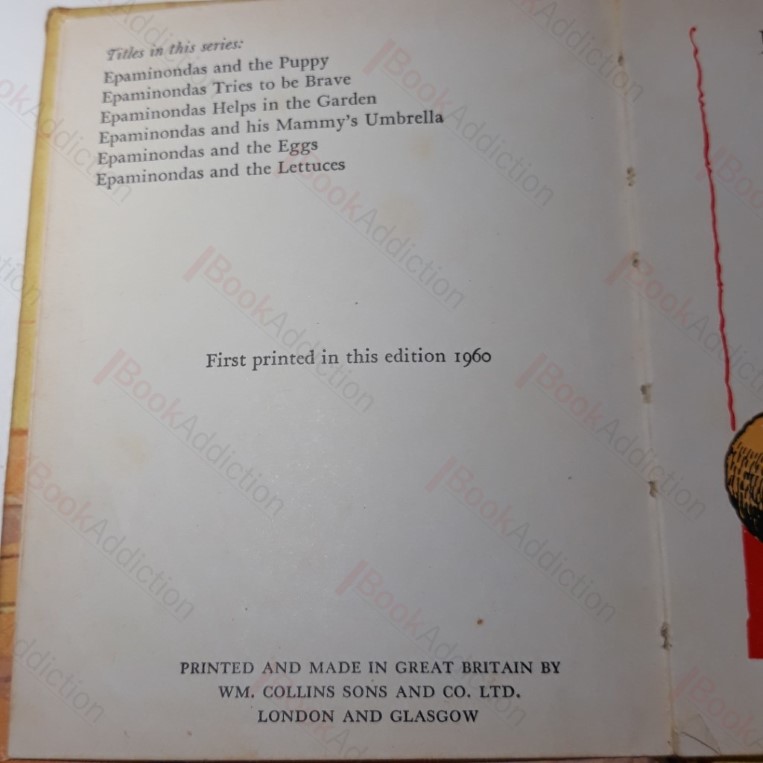 Titles in this series:
Epaminondas and the Puppy
Epaminondas Tries to be Brave
Epaminondas Helps in the Garden
Epaminondas and his Mammy's Umbrella
Epaminondas and the Eggs
Epaminondas and the Lettuces
First printed in this edition 1960
PRINTED AND MADE IN GREAT BRITAIN BY
WM. COLLINS SONS AND CO. LTD.
LONDON AND GLASGOW
BookAddiction